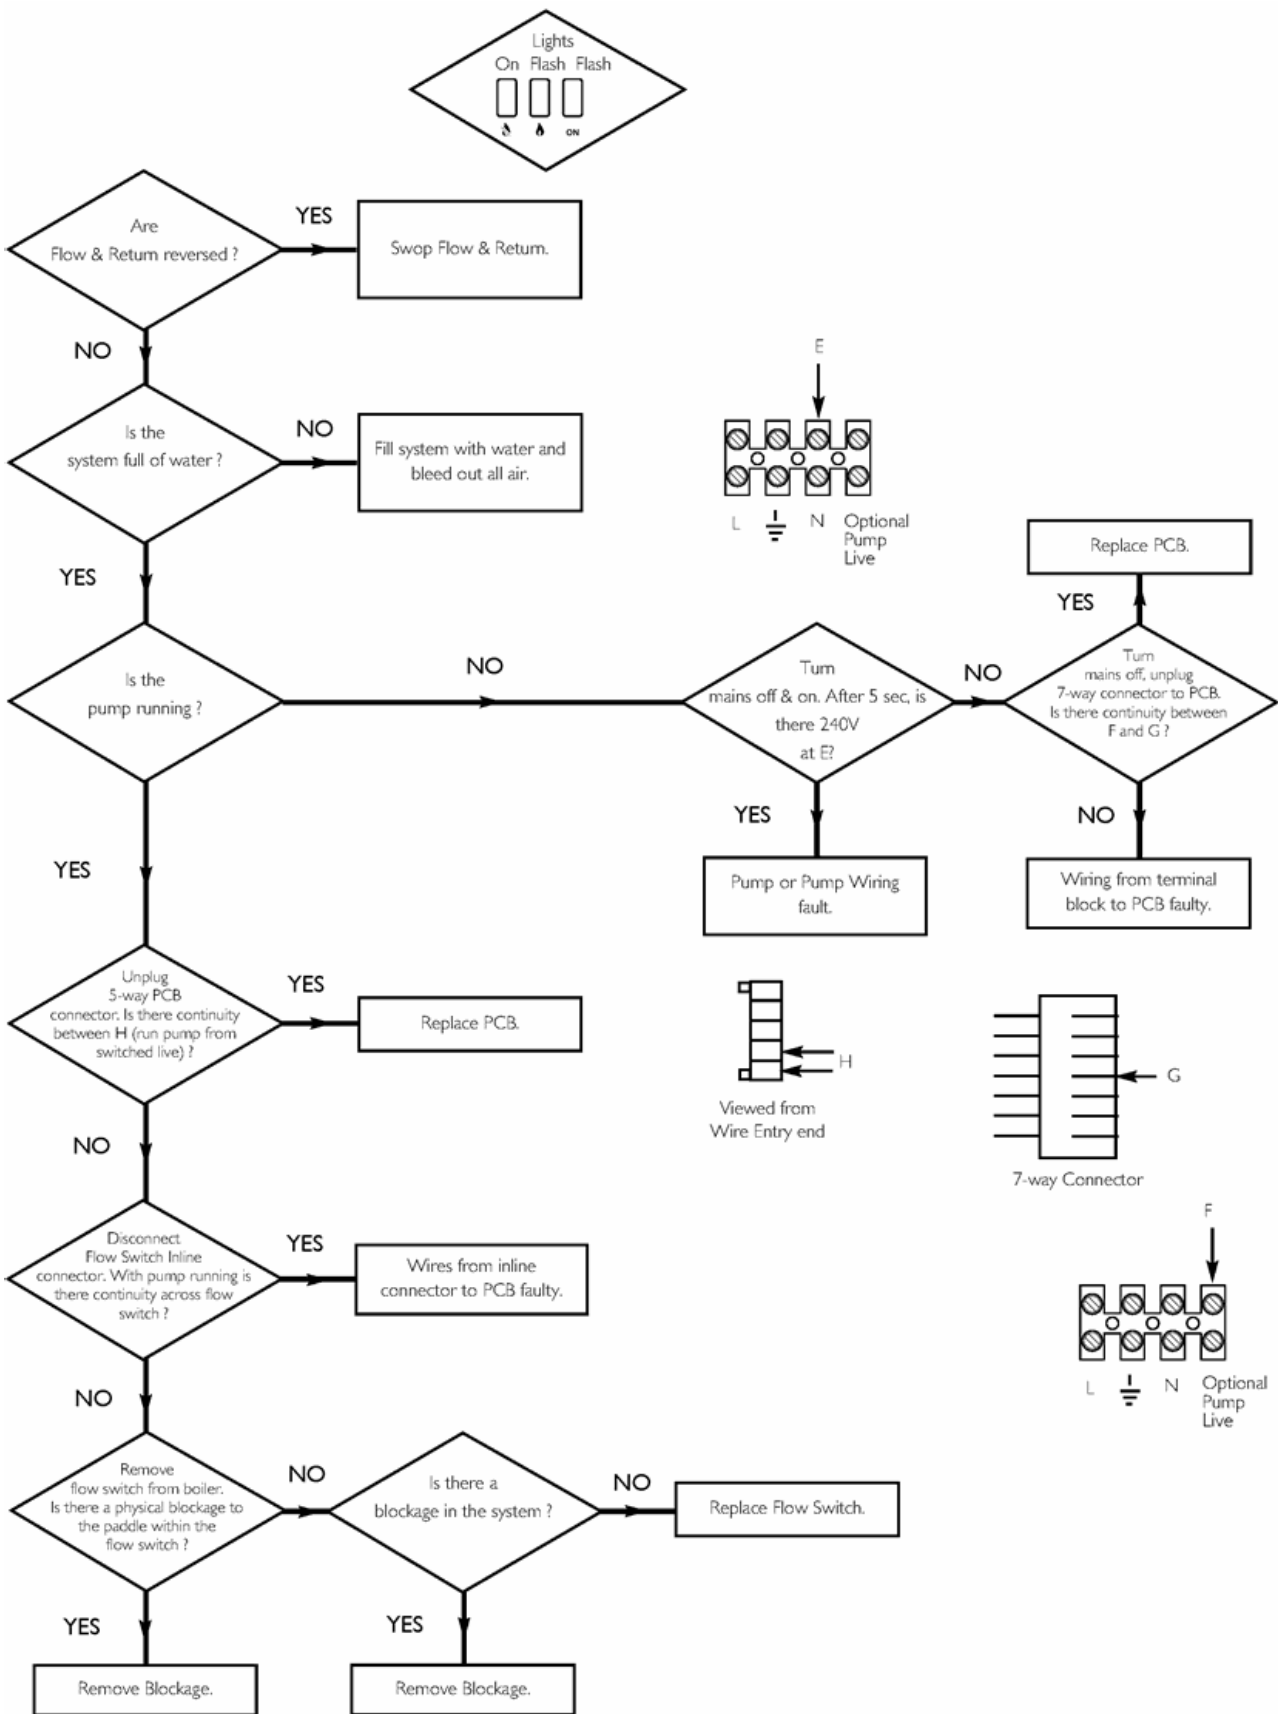 Lights
On Flash Flash
ON
Are
Flow & Return reversed ?
YES
Swop Flow & Return.
NO
Is the
system full of water ?
NO
Fill system with water and
bleed out all air.
E
L N Optional
Pump
Live
YES
Is the
pump running ?
NO
Turn
mains off & on. After 5 sec, is
there 240V
at E?
NO
Turn
mains off, unplug
7-way connector to PCB.
Is there continuity between
F and G ?
YES
Replace PCB.
YES
Pump or Pump Wiring
fault.
NO
Wiring from terminal
block to PCB faulty.
YES
Unplug
5-way PCB
connector. Is there continuity
between H (run pump from
switched live) ?
YES
Replace PCB.
H
Viewed from
Wire Entry end
G
7-way Connector
NO
Disconnect
Flow Switch Inline
connector. With pump running is
there continuity across flow
switch ?
YES
Wires from inline
connector to PCB faulty.
F
L N Optional
Pump
Live
NO
Remove
flow switch from boiler.
Is there a physical blockage to
the paddle within the
flow switch ?
NO
Is there a
blockage in the system ?
NO
Replace Flow Switch.
YES
Remove Blockage.
YES
Remove Blockage.